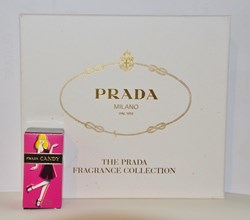 PRADA
MILANO
THE PRADA
FRAGRANCE COLLECTION
PRADA CANDY